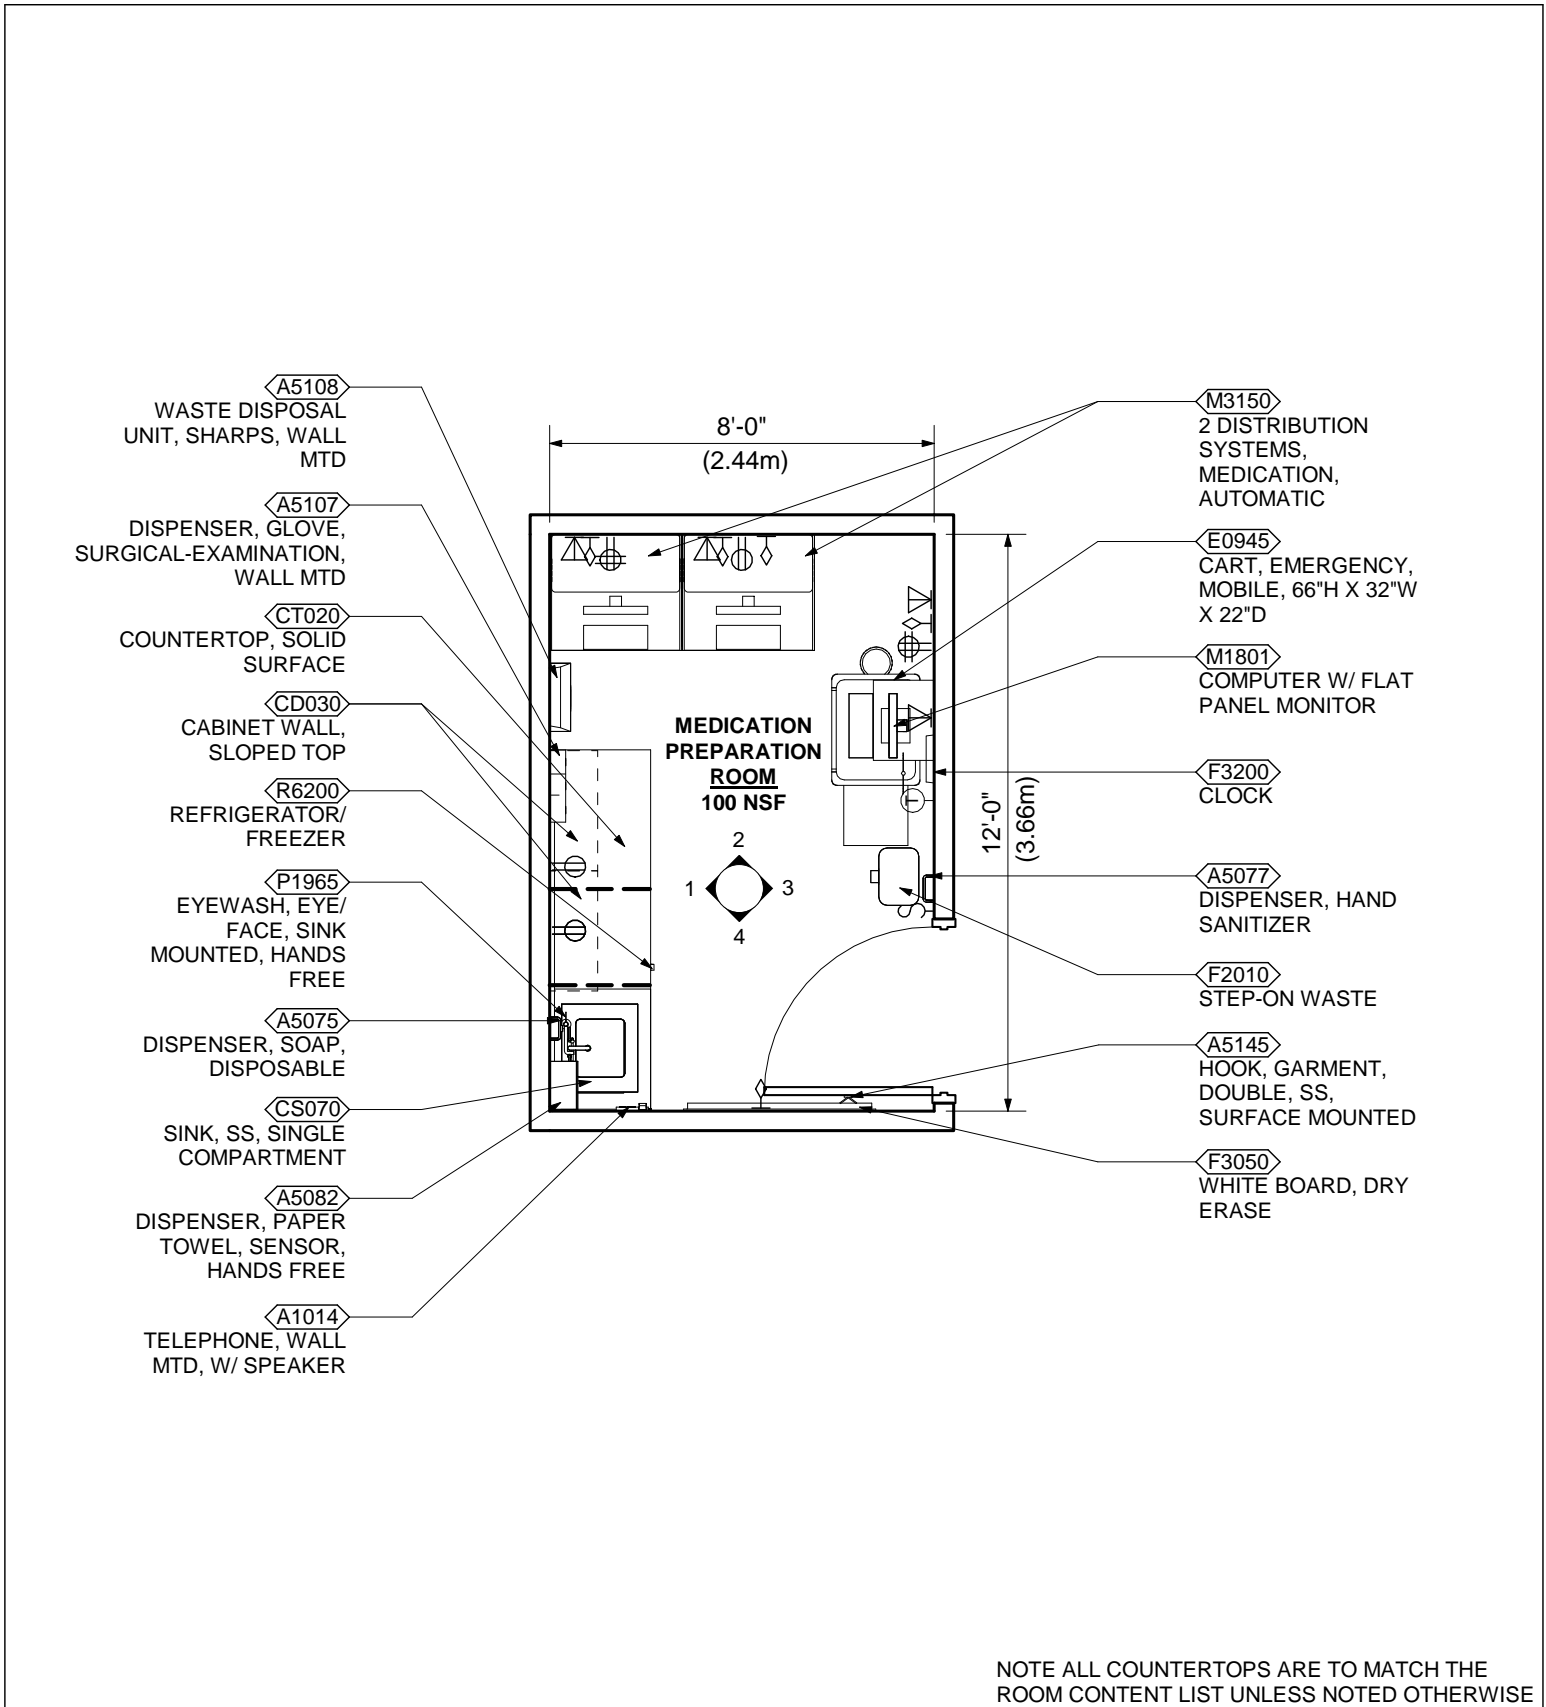 A5108
WASTE DISPOSAL
UNIT, SHARPS, WALL
MTD
A5107
DISPENSER, GLOVE,
SURGICAL-EXAMINATION,
WALL MTD
CT020
COUNTERTOP, SOLID
SURFACE
CD030
CABINET WALL,
SLOPED TOP
R6200
REFRIGERATOR/
FREEZER
P1965
EYEWASH, EYE/
FACE, SINK
MOUNTED, HANDS
FREE
A5075
DISPENSER, SOAP,
DISPOSABLE
CS070
SINK, SS, SINGLE
COMPARTMENT
A5082
DISPENSER, PAPER
TOWEL, SENSOR,
HANDS FREE
A1014
TELEPHONE, WALL
MTD, W/ SPEAKER
8'-0"
(2.44m)
MEDICATION
PREPARATION
ROOM
100 NSF
2
1
3
4
12'-0"
(3.66m)
M3150
2 DISTRIBUTION
SYSTEMS,
MEDICATION,
AUTOMATIC
E0945
CART, EMERGENCY,
MOBILE, 66"H X 32"W
X 22"D
M1801
COMPUTER W/ FLAT
PANEL MONITOR
F3200
CLOCK
A5077
DISPENSER, HAND
SANITIZER
F2010
STEP-ON WASTE
A5145
HOOK, GARMENT,
DOUBLE, SS,
SURFACE MOUNTED
F3050
WHITE BOARD, DRY
ERASE
NOTE ALL COUNTERTOPS ARE TO MATCH THE
ROOM CONTENT LIST UNLESS NOTED OTHERWISE